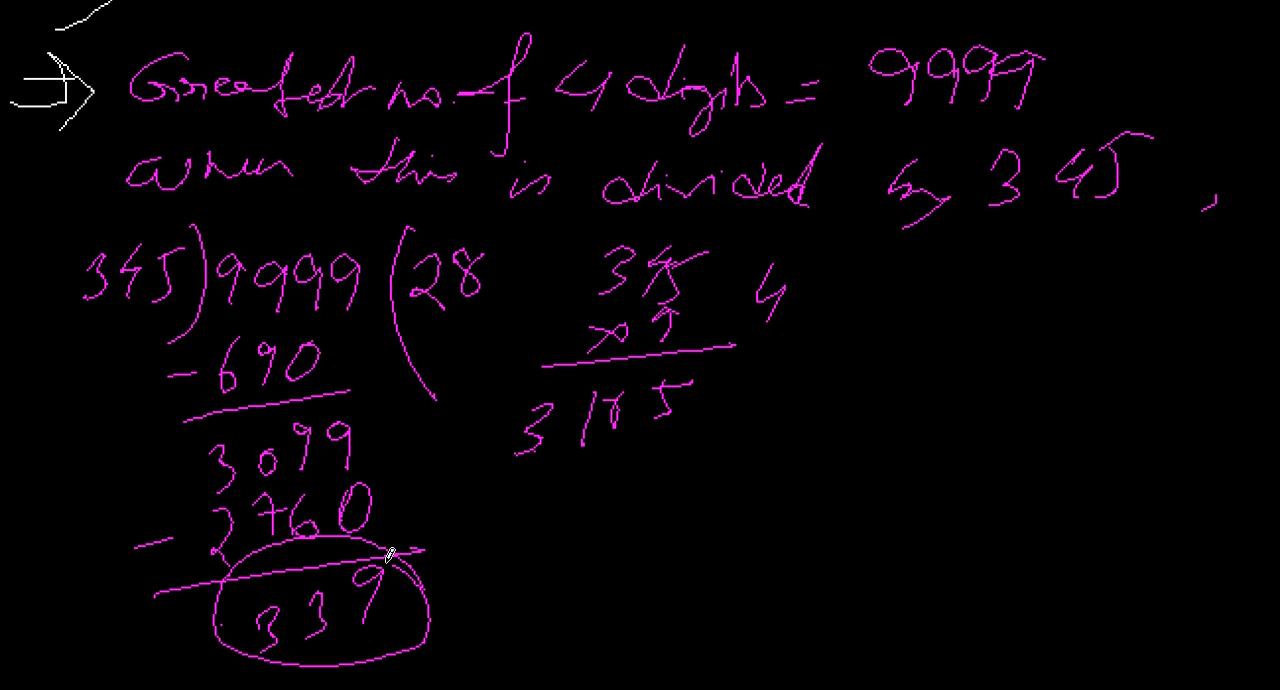 Greatest no. of 4 digits = 9999
when this is divided by 345,
345)9999(28 345 4
- 690 x 9
3099 3105
- 2760
339